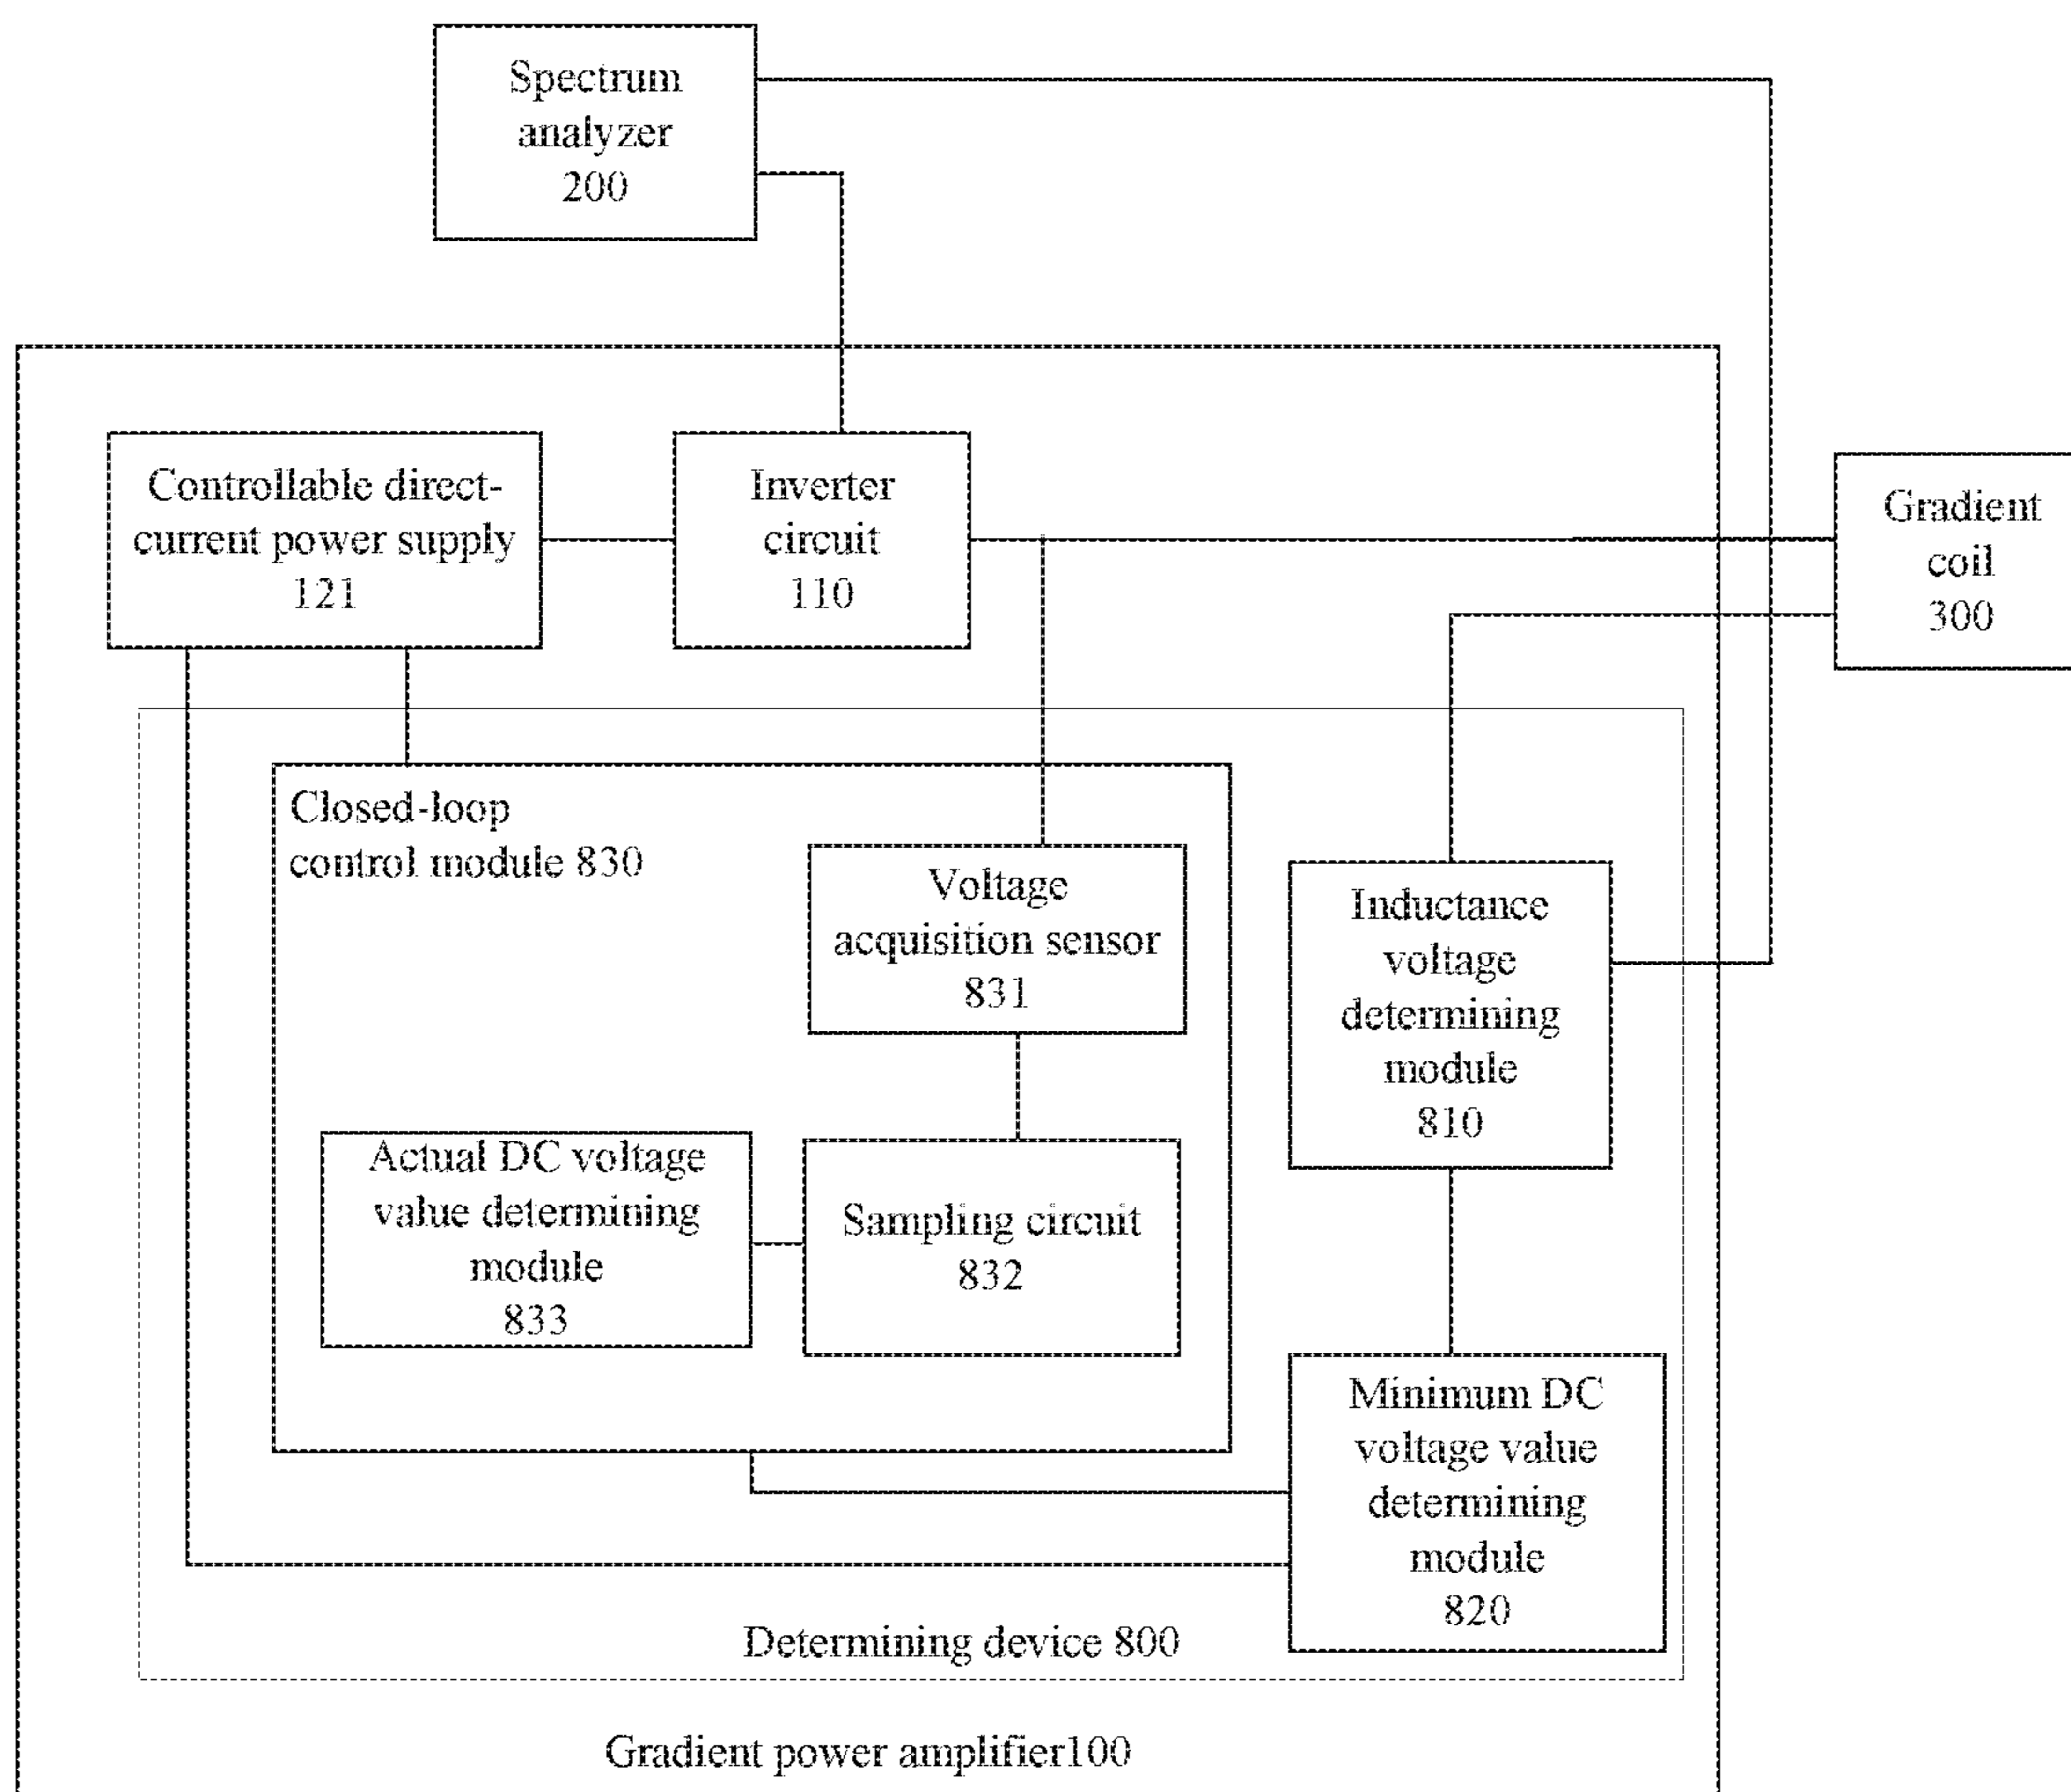 Spectrum
analyzer
200
Controllable direct-
current power supply
121
Inverter
circuit
110
Gradient
coil
300
Closed-loop
control module 830
Voltage
acquisition sensor
831
Inductance
voltage
determining
module
810
Actual DC voltage
value determining
module
833
Sampling circuit
832
Minimum DC
voltage value
determining
module
820
Determining device 800
Gradient power amplifier100